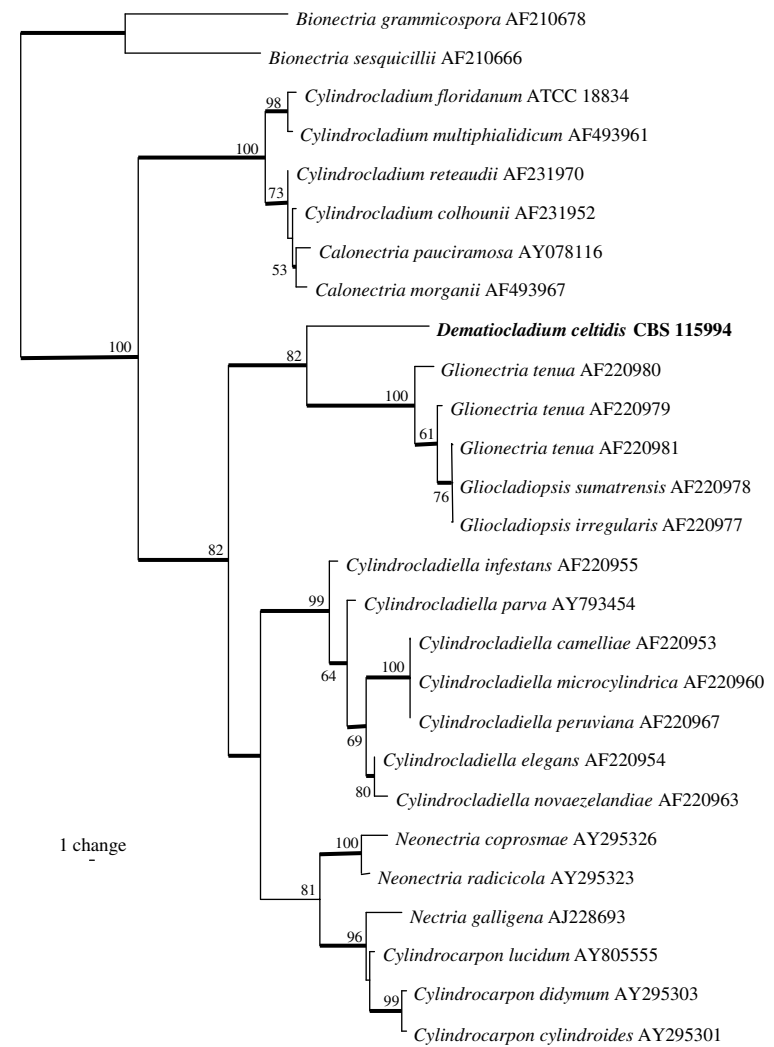 Bionectria grammicospora AF210678
Bionectria sesquicillii AF210666
Cylindrocladium floridanum ATCC 18834
98
Cylindrocladium multiphialidicum AF493961
100
Cylindrocladium reteaudii AF231970
73
Cylindrocladium colhounii AF231952
Calonectria pauciramosa AY078116
53
Calonectria morganii AF493967
Dematiocladium celtidis CBS 115994
100
82
Glionectria tenua AF220980
100
Glionectria tenua AF220979
61
Glionectria tenua AF220981
Gliocladiopsis sumatrensis AF220978
76
Gliocladiopsis irregularis AF220977
82
Cylindrocladiella infestans AF220955
99
Cylindrocladiella parva AY793454
Cylindrocladiella camelliae AF220953
100
64
Cylindrocladiella microcylindrica AF220960
Cylindrocladiella peruviana AF220967
69
Cylindrocladiella elegans AF220954
80
Cylindrocladiella novaezelandiae AF220963
1 change
100
Neonectria coprosmae AY295326
Neonectria radicicola AY295323
81
Nectria galligena AJ228693
96
Cylindrocarpon lucidum AY805555
Cylindrocarpon didymum AY295303
99
Cylindrocarpon cylindroides AY295301